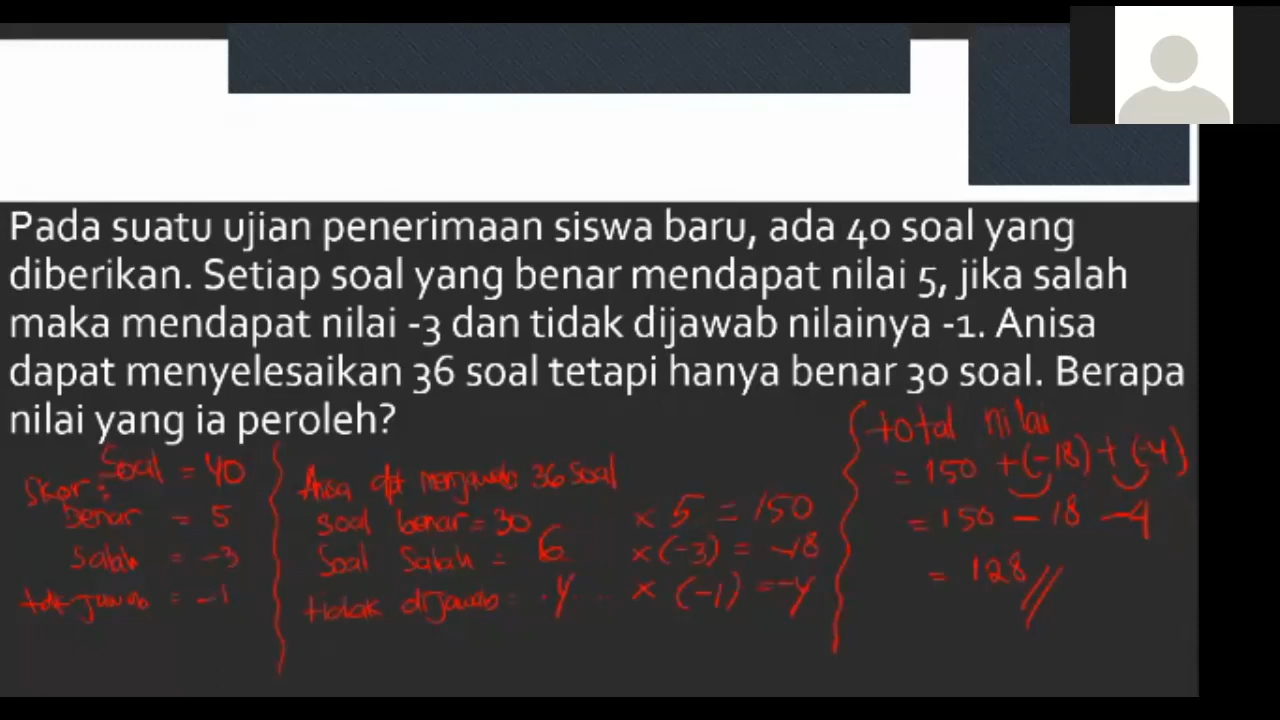 Pada suatu ujian penerimaan siswa baru, ada 40 soal yang
diberikan. Setiap soal yang benar mendapat nilai 5, jika salah
maka mendapat nilai -3 dan tidak dijawab nilainya -1. Anisa
dapat menyelesaikan 36 soal tetapi hanya benar 30 soal. Berapa
nilai yang ia peroleh?
Soal = 40
Skor:
benar = 5
salah = -3
tdk jawab = -1
Anisa dpt menjawab 36 soal
soal benar = 30 × 5 = 150
Soal Salah = 6 × (-3) = -18
tidak dijawab = 4 × (-1) = -4
total nilai
= 150 + (-18) + (-4)
= 150 - 18 - 4
= 128 //